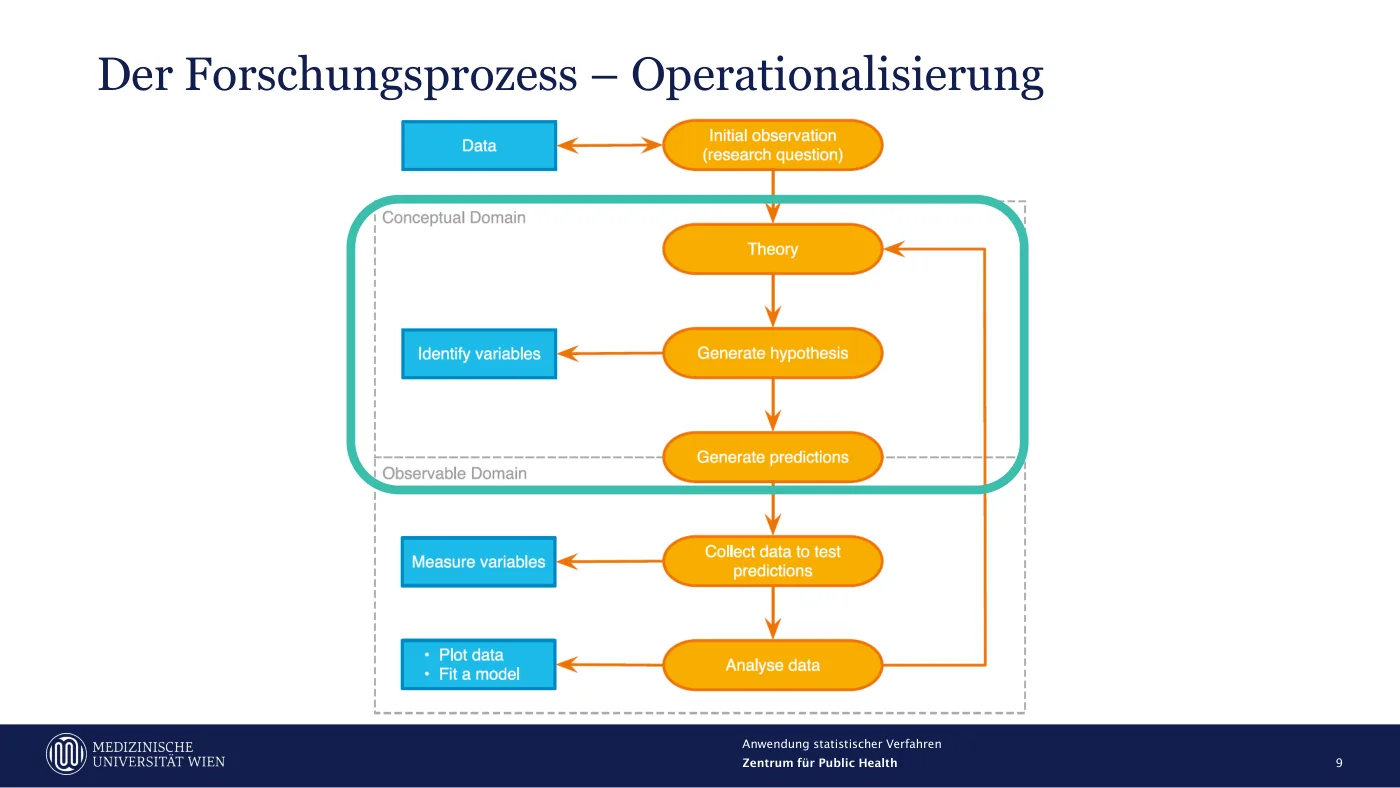 Der Forschungsprozess – Operationalisierung
Data
Initial observation
(research question)
Conceptual Domain
Theory
Identify variables
Generate hypothesis
Generate predictions
Observable Domain
Measure variables
Collect data to test
predictions
• Plot data
• Fit a model
Analyse data
MEDIZINISCHE
UNIVERSITÄT WIEN
Anwendung statistischer Verfahren
Zentrum für Public Health
9